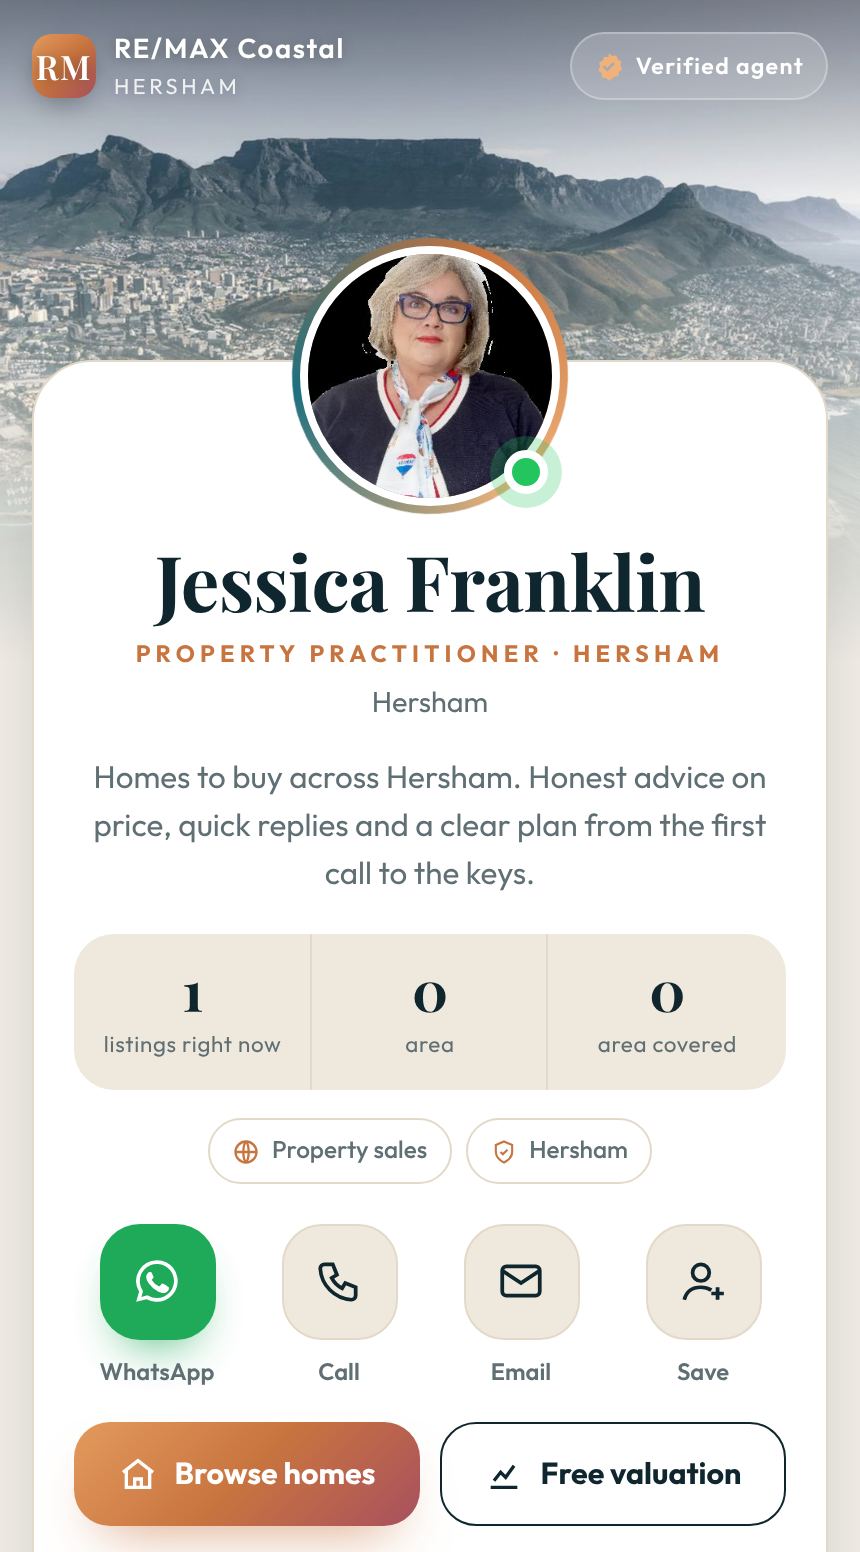 RM
RE/MAX Coastal
HERSHAM
Verified agent
Jessica Franklin
PROPERTY PRACTITIONER · HERSHAM
Hersham
Homes to buy across Hersham. Honest advice on
price, quick replies and a clear plan from the first
call to the keys.
1
listings right now
0
area
0
area covered
Property sales
Hersham
WhatsApp
Call
Email
Save
Browse homes
Free valuation